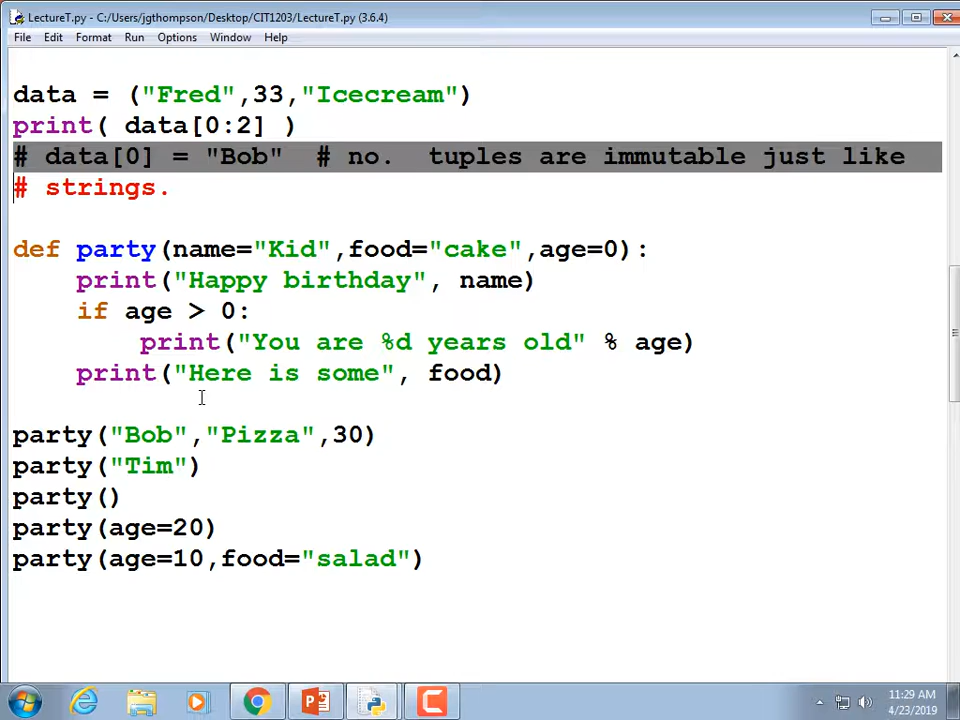 LectureT.py - C:/Users/jgthompson/Desktop/CIT1203/LectureT.py (3.6.4)
File Edit Format Run Options Window Help
data = ("Fred",33,"Icecream")
print( data[0:2] )
# data[0] = "Bob"  # no.  tuples are immutable just like
# strings.
def party(name="Kid",food="cake",age=0):
    print("Happy birthday", name)
    if age > 0:
        print("You are %d years old" % age)
    print("Here is some", food)
party("Bob","Pizza",30)
party("Tim")
party()
party(age=20)
party(age=10,food="salad")
11:29 AM
4/23/2019